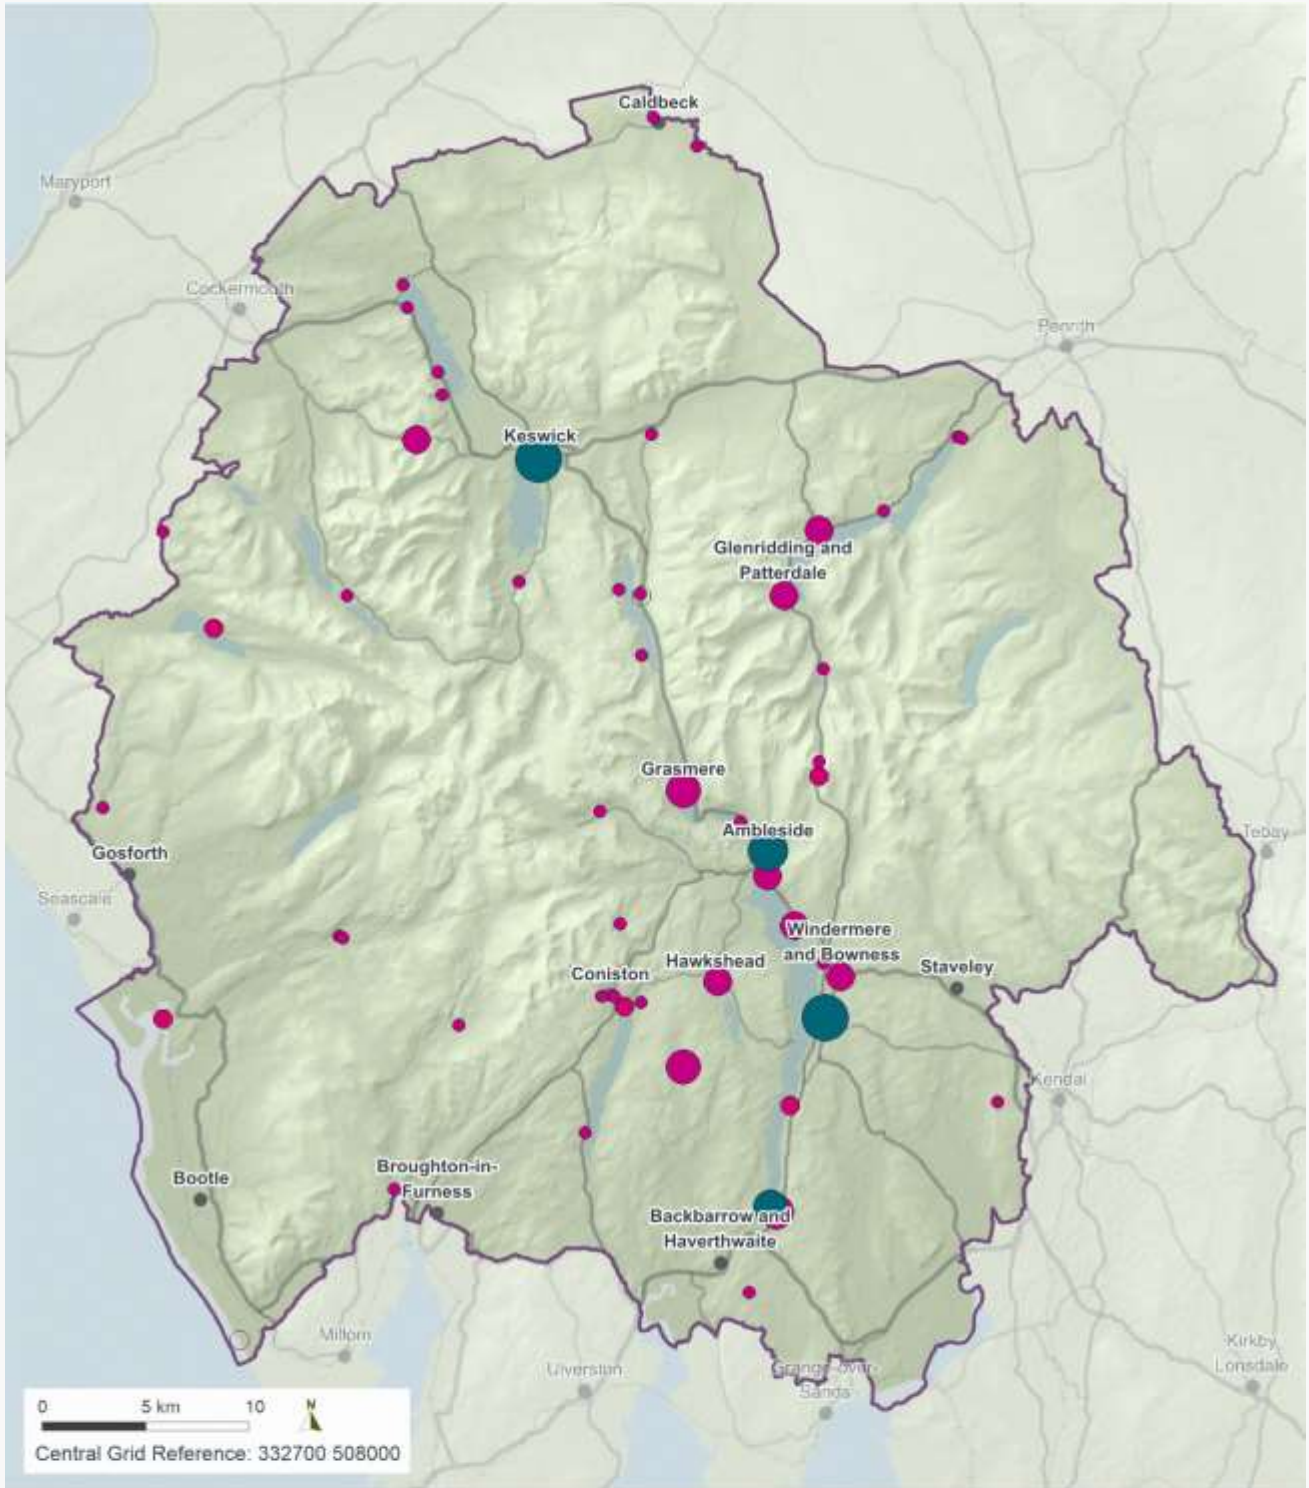 Caldbeck
Maryport
Cockermouth
Penrith
Keswick
Glenridding and
Patterdale
Grasmere
Ambleside
Tebay
Gosforth
Seascale
Windermere
and Bowness
Hawkshead
Staveley
Coniston
Kendal
Broughton-in-
Furness
Bootle
Backbarrow and
Haverthwaite
Millom
Ulverston
Grange-over-
Sands
Kirkby
Lonsdale
0 5 km 10 N
Central Grid Reference: 332700 508000